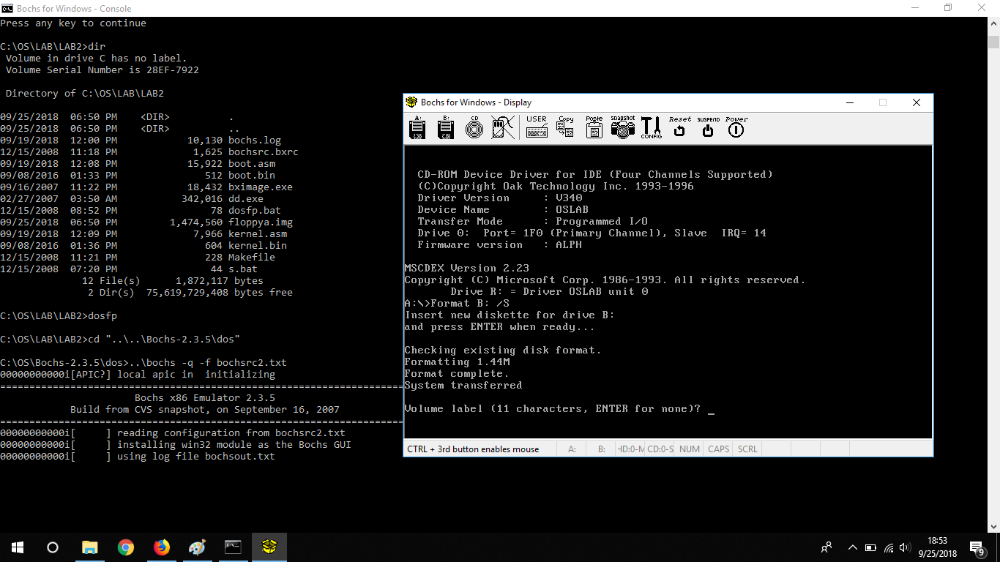 Bochs for Windows - Console
Press any key to continue
C:\OS\LAB\LAB2>dir
Volume in drive C has no label.
Volume Serial Number is 28EF-7922
Directory of C:\OS\LAB\LAB2
09/25/2018  06:50 PM    <DIR>          .
09/25/2018  06:50 PM    <DIR>          ..
09/19/2018  12:00 PM            10,130 bochs.log
12/15/2008  11:18 PM             1,625 bochsrc.bxrc
09/19/2018  12:08 PM            15,922 boot.asm
09/08/2016  01:33 PM               512 boot.bin
09/16/2007  11:22 PM            18,432 bximage.exe
02/27/2007  03:50 AM           342,016 dd.exe
12/15/2008  08:52 PM                78 dosfp.bat
09/25/2018  06:50 PM         1,474,560 floppya.img
09/19/2018  12:09 PM             7,966 kernel.asm
09/08/2016  01:36 PM               604 kernel.bin
12/15/2008  11:21 PM               228 Makefile
12/15/2008  07:20 PM                44 s.bat
12 File(s)      1,872,117 bytes
2 Dir(s)  75,619,729,408 bytes free
C:\OS\LAB\LAB2>dosfp
C:\OS\LAB\LAB2>cd "..\..\Bochs-2.3.5\dos"
C:\OS\Bochs-2.3.5\dos>..\bochs -q -f bochsrc2.txt
00000000000i[APIC?] local apic in  initializing
========================================================================
Bochs x86 Emulator 2.3.5
Build from CVS snapshot, on September 16, 2007
========================================================================
00000000000i[     ] reading configuration from bochsrc2.txt
00000000000i[     ] installing win32 module as the Bochs GUI
00000000000i[     ] using log file bochsout.txt
Bochs for Windows - Display
A: B: CD USER Copy Paste snapshot CONFIG Reset SUSPEND Power
CD-ROM Device Driver for IDE (Four Channels Supported)
(C)Copyright Oak Technology Inc. 1993-1996
Driver Version     : V340
Device Name        : OSLAB
Transfer Mode      : Programmed I/O
Drive 0:  Port= 1F0 (Primary Channel), Slave  IRQ= 14
Firmware version   : ALPH
MSCDEX Version 2.23
Copyright (C) Microsoft Corp. 1986-1993. All rights reserved.
Drive R: = Driver OSLAB unit 0
A:\>Format B: /S
Insert new diskette for drive B:
and press ENTER when ready...
Checking existing disk format.
Formatting 1.44M
Format complete.
System transferred
Volume label (11 characters, ENTER for none)? _
CTRL + 3rd button enables mouse A: B: HD:0-M CD:0-S NUM CAPS SCRL
18:53
9/25/2018
9